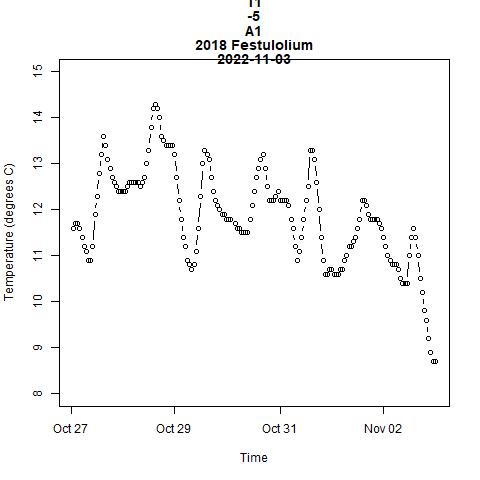 -5
A1
2018 Festulolium
2022-11-03
15
14
13
12
11
10
9
8
Temperature (degrees C)
Oct 27
Oct 29
Oct 31
Nov 02
Time